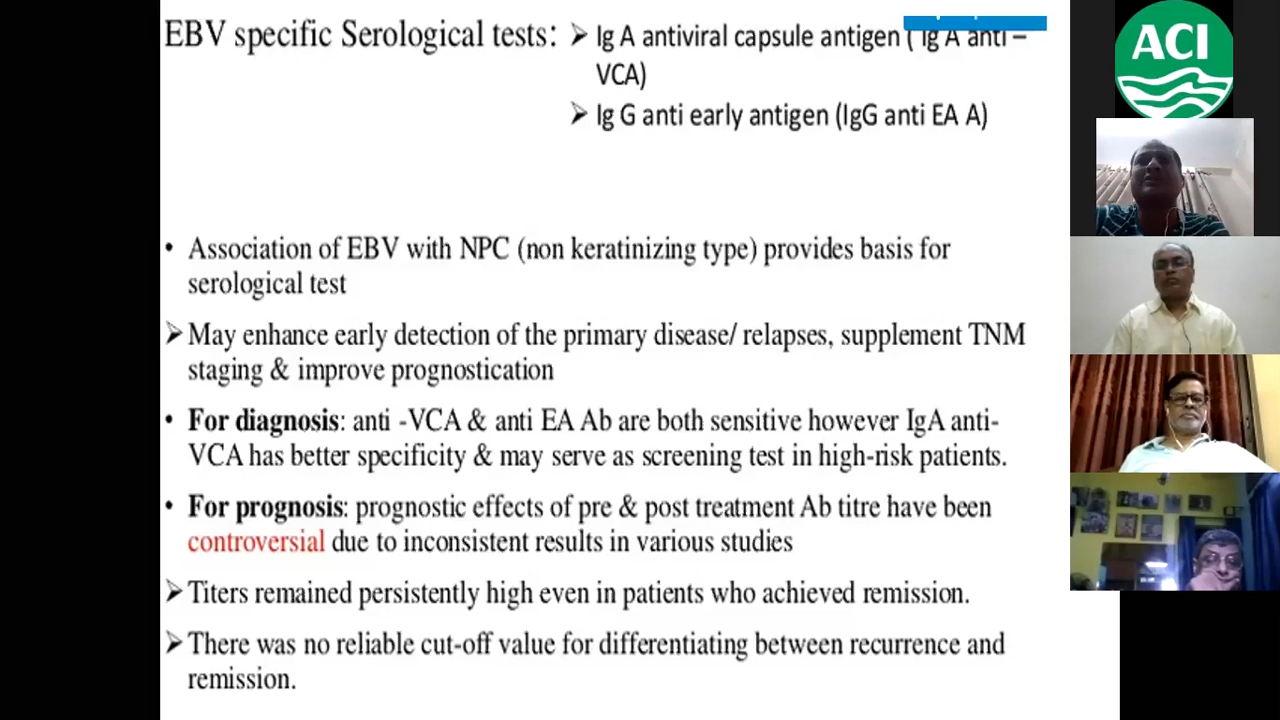 EBV specific Serological tests:
➢ Ig A antiviral capsule antigen ( Ig A anti –
VCA)
➢ Ig G anti early antigen (IgG anti EA A)
• Association of EBV with NPC (non keratinizing type) provides basis for
serological test
➢ May enhance early detection of the primary disease/ relapses, supplement TNM
staging & improve prognostication
• For diagnosis: anti -VCA & anti EA Ab are both sensitive however IgA anti-
VCA has better specificity & may serve as screening test in high-risk patients.
• For prognosis: prognostic effects of pre & post treatment Ab titre have been
controversial due to inconsistent results in various studies
➢ Titers remained persistently high even in patients who achieved remission.
➢ There was no reliable cut-off value for differentiating between recurrence and
remission.
ACI